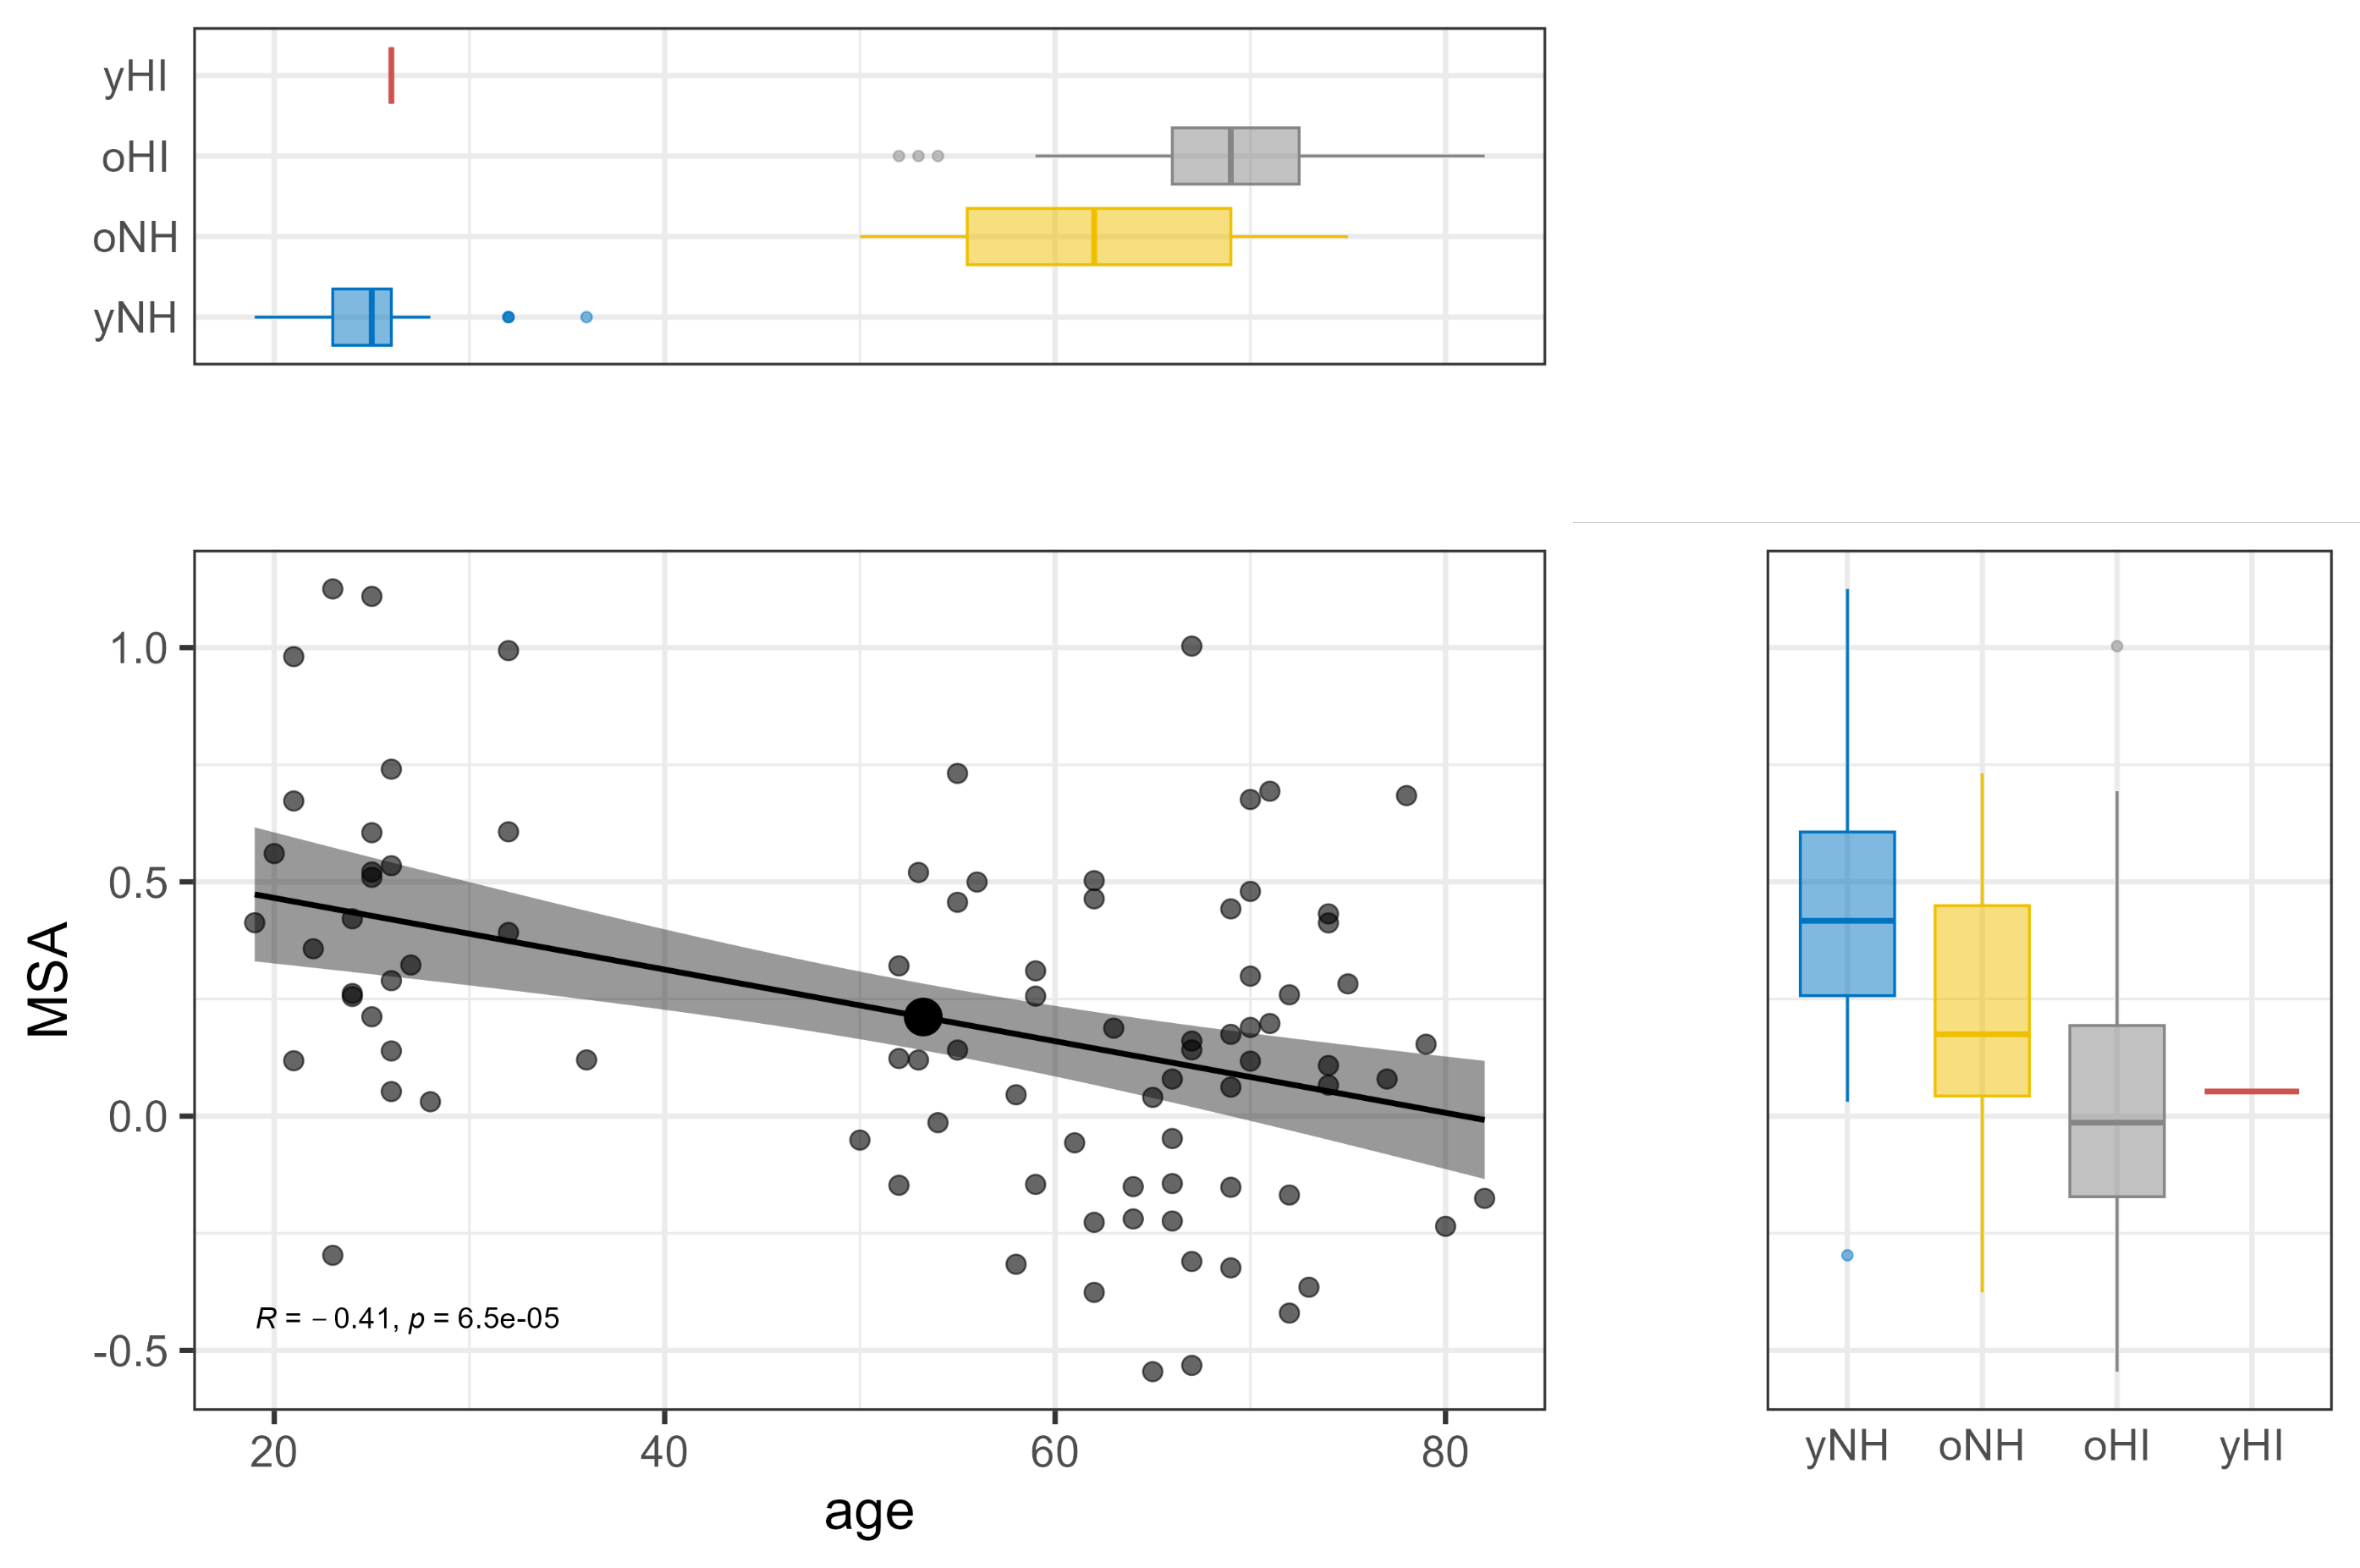 yHI
oHI
oNH
yNH
MSA
1.0
0.5
0.0
-0.5
R = − 0.41, p = 6.5e-05
20 40 60 80
age
yNH oNH oHI yHI